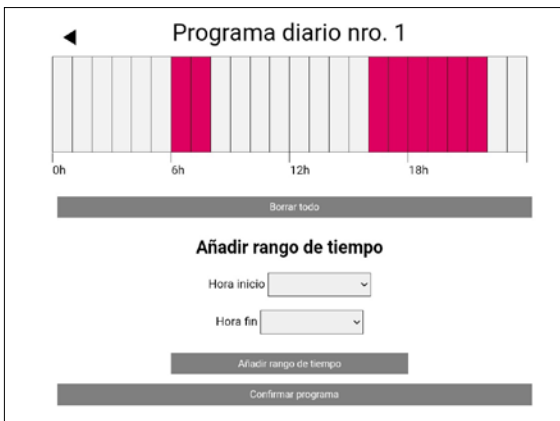 Programa diario nro. 1
0h 6h 12h 18h
Borrar todo
Añadir rango de tiempo
Hora inicio
Hora fin
Añadir rango de tiempo
Confirmar programa